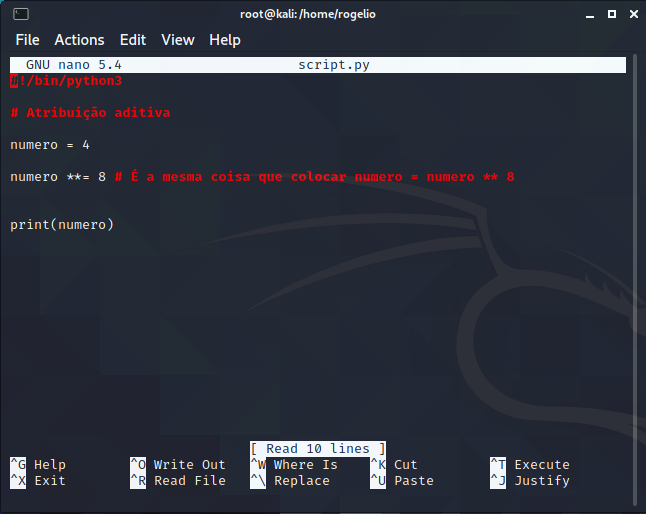 root@kali: /home/rogelio
File Actions Edit View Help
GNU nano 5.4 script.py
#!/bin/python3
# Atribuição aditiva
numero = 4
numero **= 8 # É a mesma coisa que colocar numero = numero ** 8
print(numero)
[ Read 10 lines ]
^G Help ^O Write Out ^W Where Is ^K Cut ^T Execute
^X Exit ^R Read File ^\ Replace ^U Paste ^J Justify